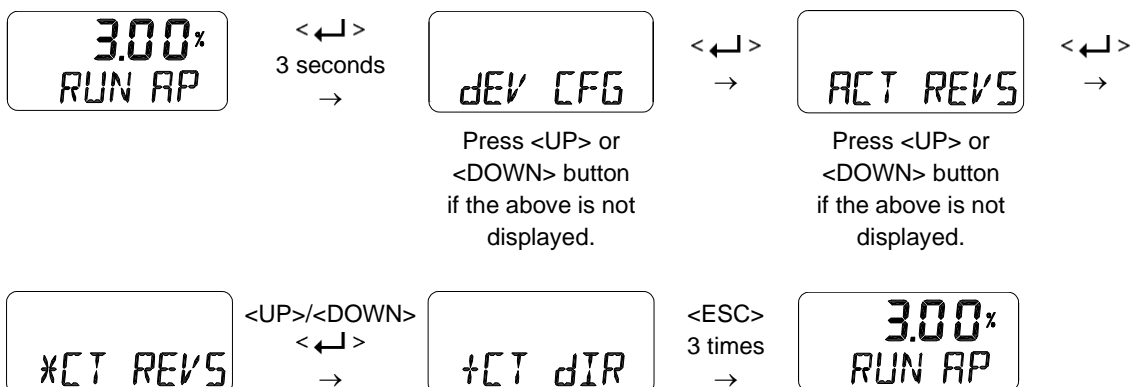 3.00%
RUN AP
< ↵ >
3 seconds
→
dEV CFG
Press <UP> or
<DOWN> button
if the above is not
displayed.
< ↵ >
→
ACT REVS
Press <UP> or
<DOWN> button
if the above is not
displayed.
< ↵ >
→
*CT REVS
<UP>/<DOWN>
< ↵ >
→
+CT dIR
<ESC>
3 times
→
3.00%
RUN AP